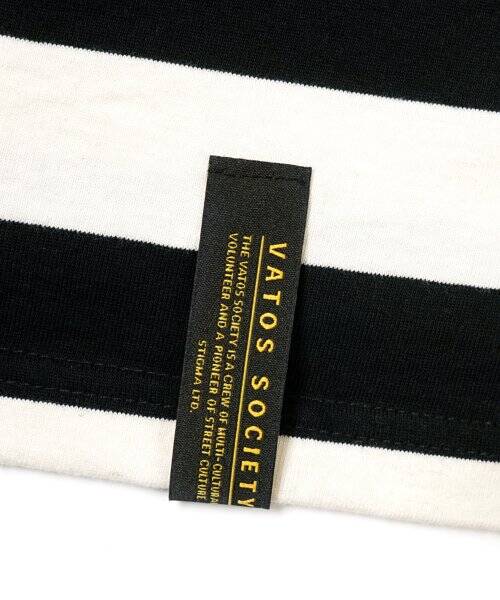 VATOS SOCIETY
THE VATOS SOCIETY IS A CREW OF MULTI-CULTURAL
VOLUNTEER AND A PIONEER OF STREET CULTURE
STIGMA LTD.